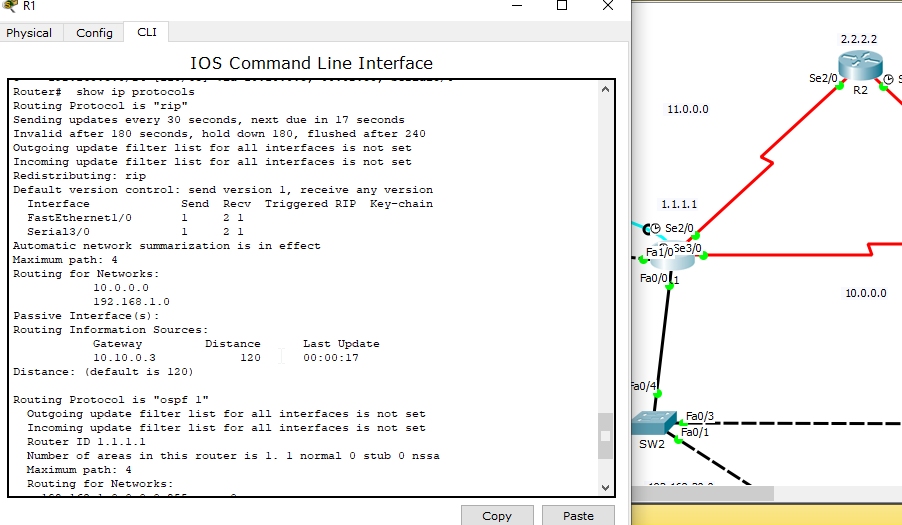 R1
Physical Config CLI
IOS Command Line Interface
Router#  show ip protocols
Routing Protocol is "rip"
Sending updates every 30 seconds, next due in 17 seconds
Invalid after 180 seconds, hold down 180, flushed after 240
Outgoing update filter list for all interfaces is not set
Incoming update filter list for all interfaces is not set
Redistributing: rip
Default version control: send version 1, receive any version
Interface Send Recv Triggered RIP Key-chain
FastEthernet1/0 1 2 1
Serial3/0 1 2 1
Automatic network summarization is in effect
Maximum path: 4
Routing for Networks:
10.0.0.0
192.168.1.0
Passive Interface(s):
Routing Information Sources:
Gateway Distance Last Update
10.10.0.3 120 00:00:17
Distance: (default is 120)
Routing Protocol is "ospf 1"
Outgoing update filter list for all interfaces is not set
Incoming update filter list for all interfaces is not set
Router ID 1.1.1.1
Number of areas in this router is 1. 1 normal 0 stub 0 nssa
Maximum path: 4
Routing for Networks:
Copy Paste
2.2.2.2
Se2/0
R2
11.0.0.0
1.1.1.1
Se2/0
Se3/0
Fa1/0
Fa0/0
10.0.0.0
Fa0/4
Fa0/3
Fa0/1
SW2